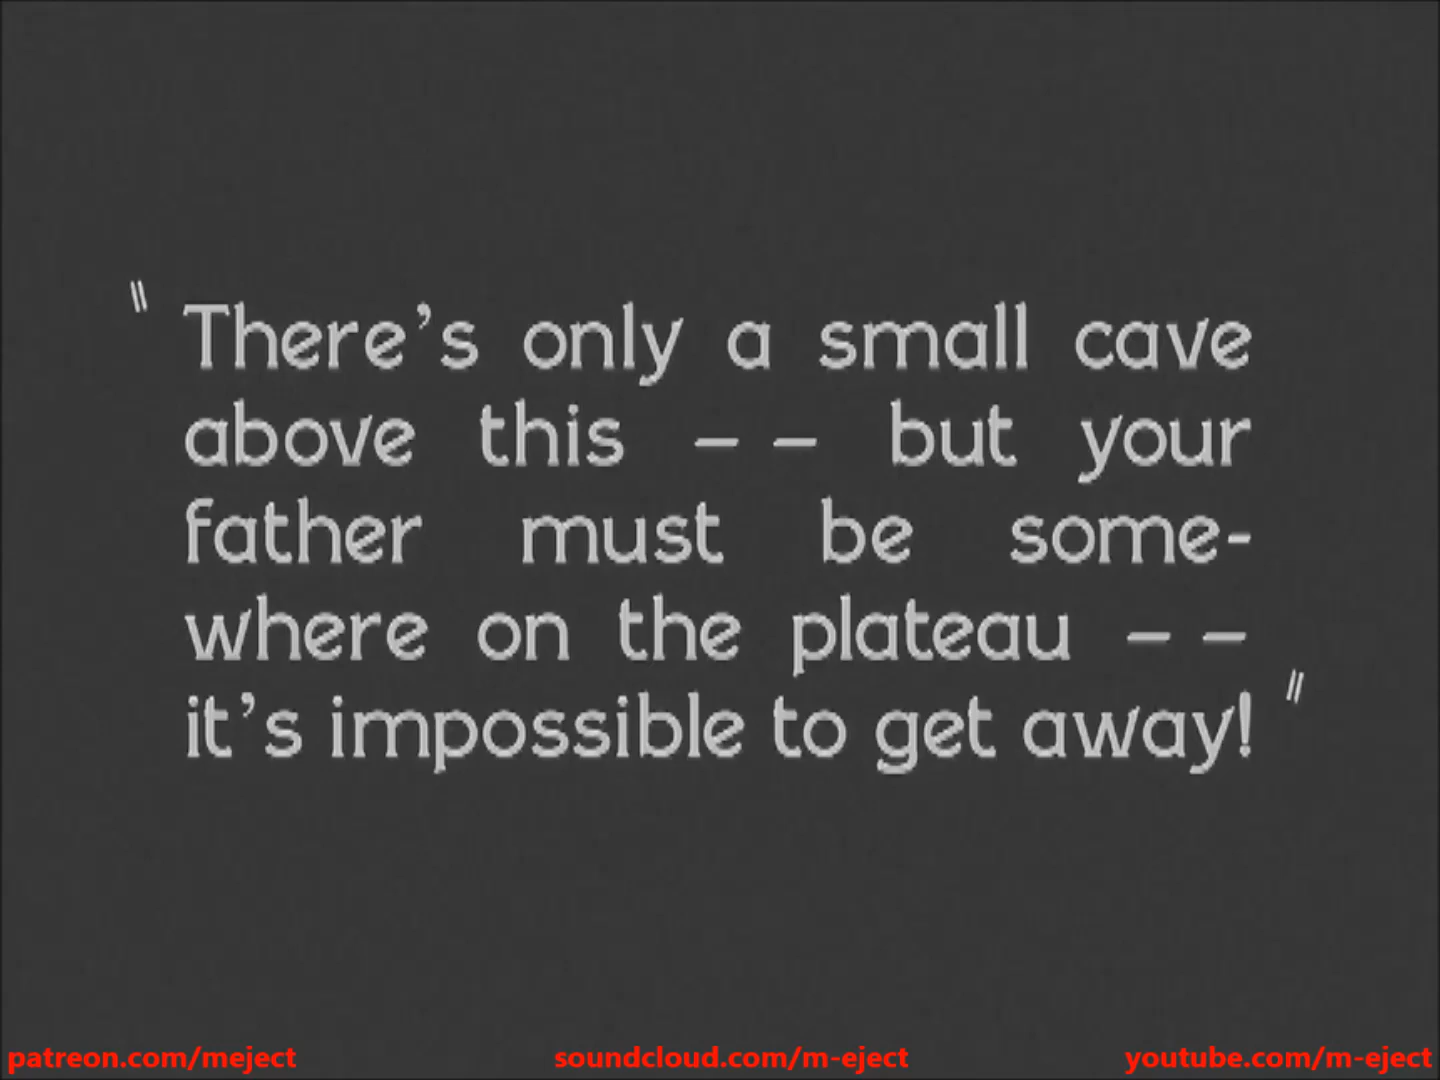 "There's only a small cave
above this -- but your
father must be some-
where on the plateau --
it's impossible to get away!"
patreon.com/meject
soundcloud.com/m-eject
youtube.com/m-eject